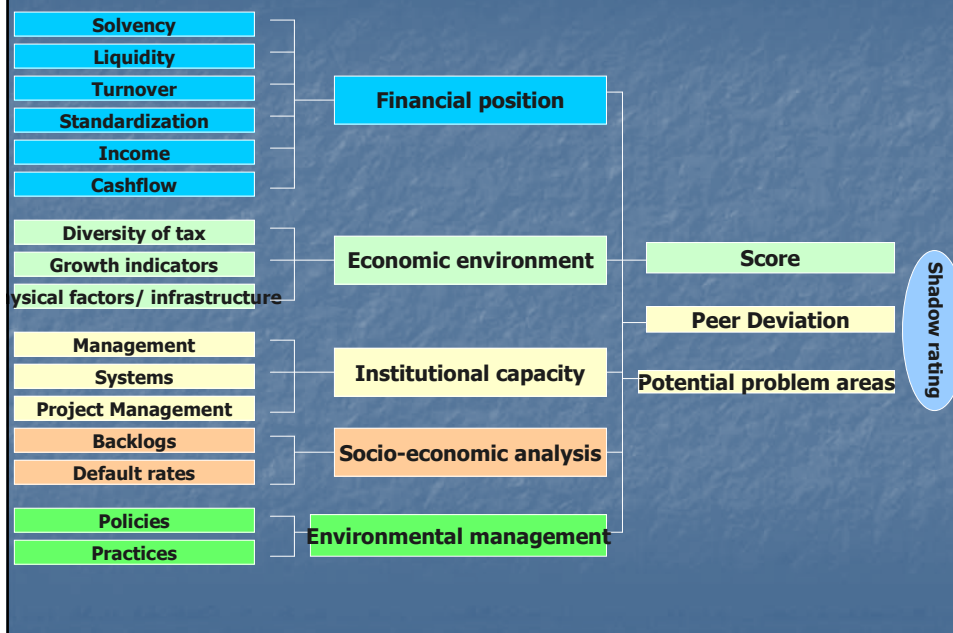 Solvency
Liquidity
Turnover
Standardization
Income
Cashflow
Financial position
Diversity of tax
Growth indicators
ysical factors/ infrastructure
Economic environment
Management
Systems
Project Management
Institutional capacity
Backlogs
Default rates
Socio-economic analysis
Policies
Practices
Environmental management
Score
Peer Deviation
Potential problem areas
Shadow rating